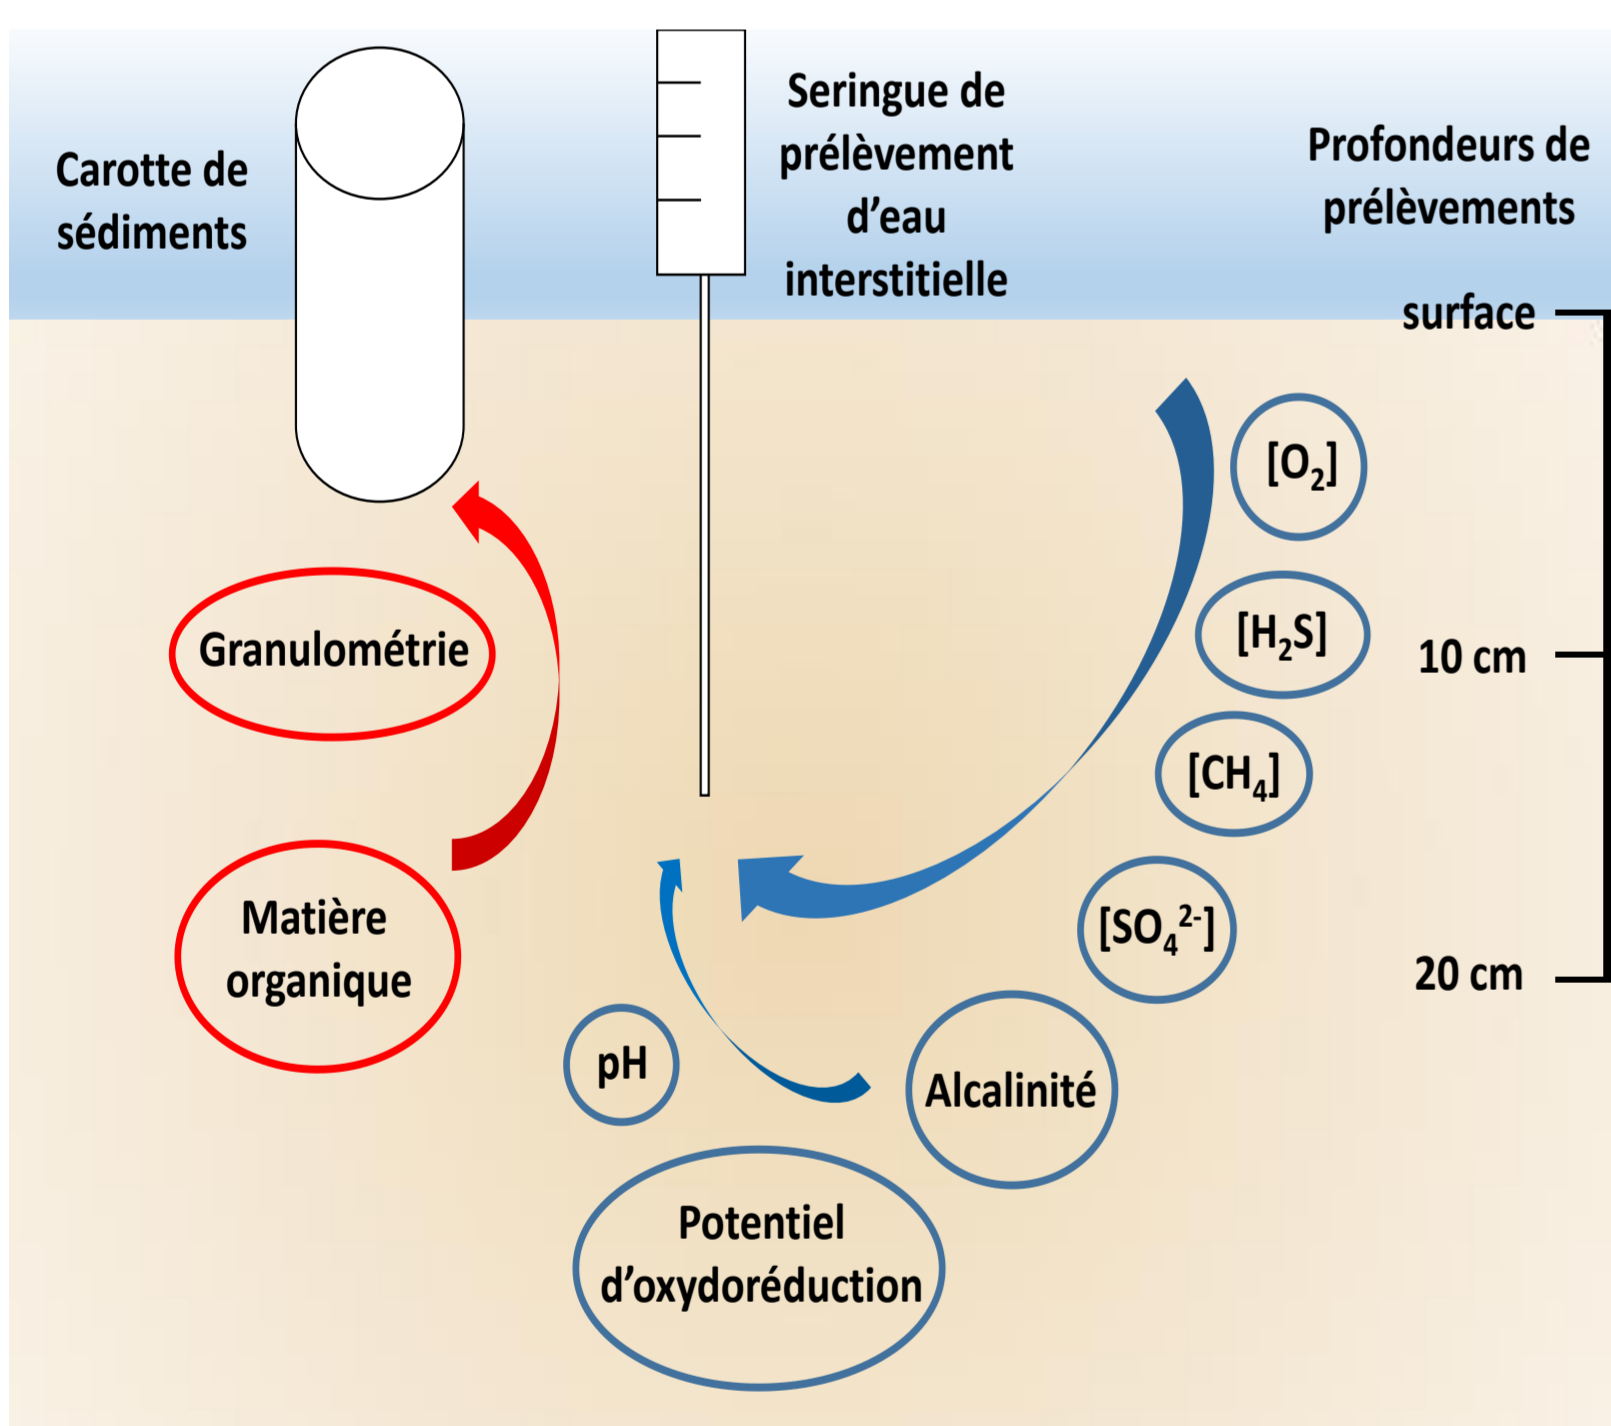 Carotte de
sédiments
Seringue de
prélèvement
d’eau
interstitielle
Profondeurs de
prélèvements
surface
[O₂]
[H₂S]
10 cm
[CH₄]
[SO₄²⁻]
20 cm
Granulométrie
Matière
organique
pH
Alcalinité
Potentiel
d’oxydoréduction